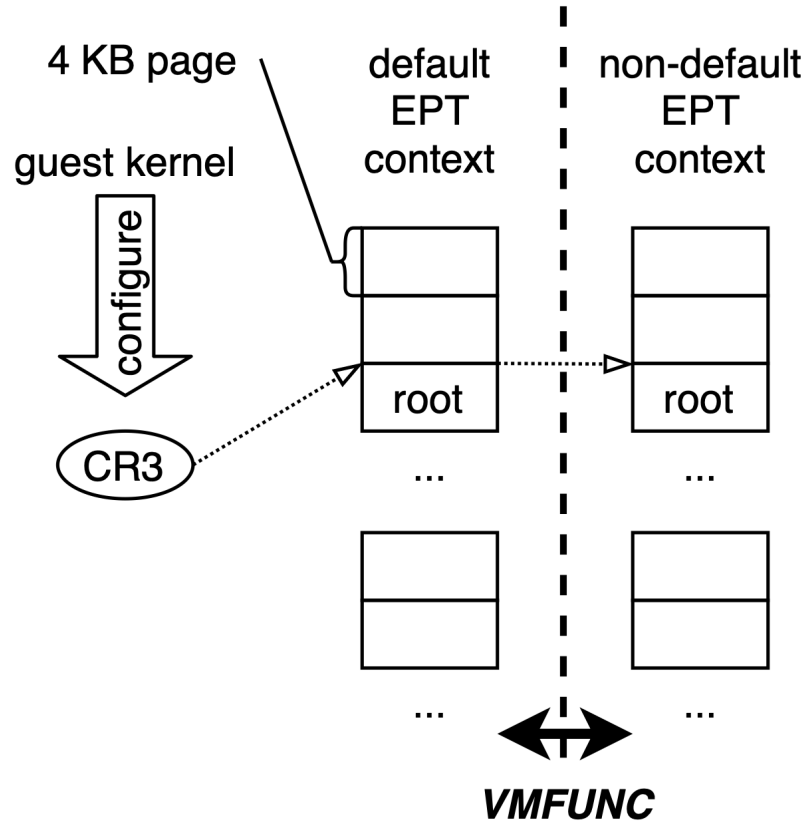 4 KB page
default
EPT
context
non-default
EPT
context
guest kernel
configure
root
root
CR3
...
...
...
...
VMFUNC